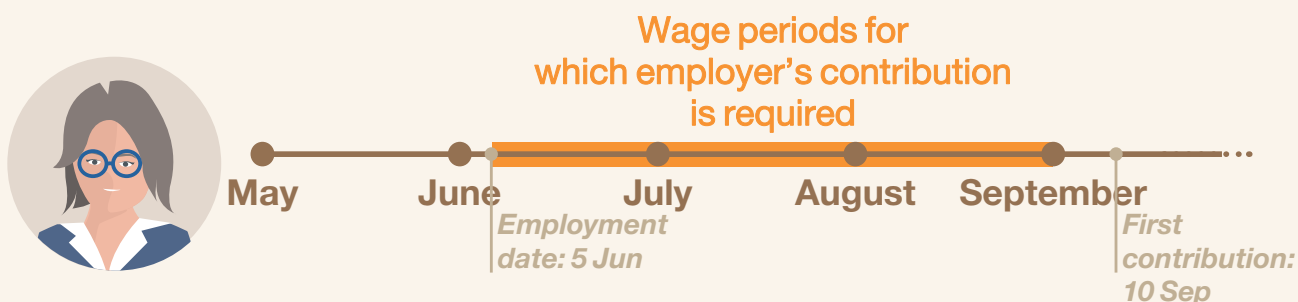 Wage periods for
which employer’s contribution
is required
May
June
July
August
September
Employment
date: 5 Jun
First
contribution:
10 Sep